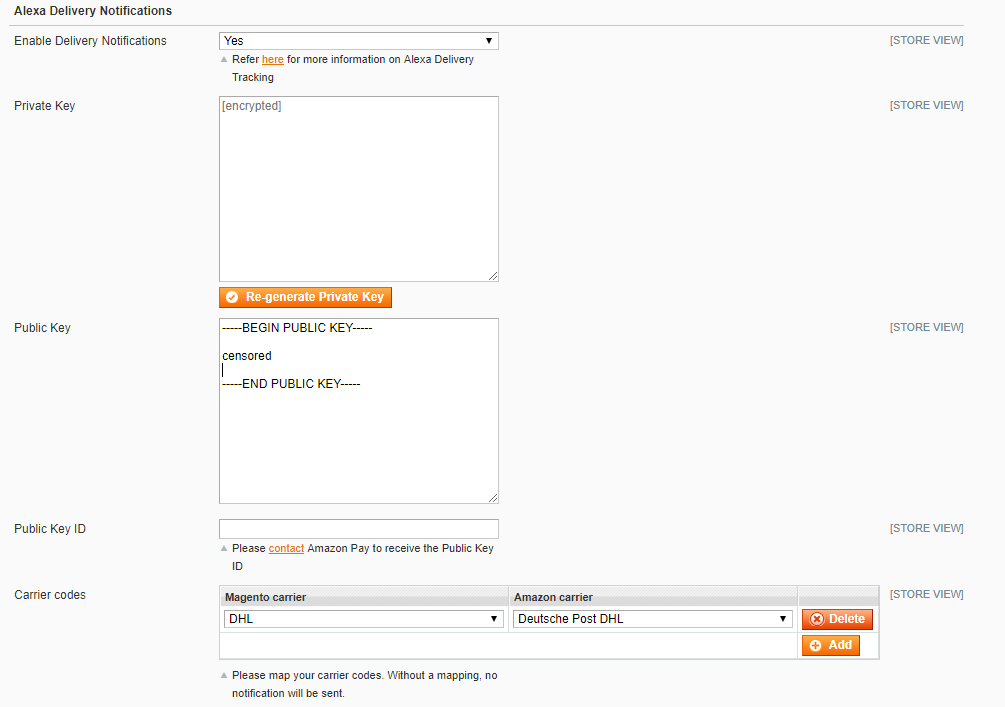 Alexa Delivery Notifications
Enable Delivery Notifications
Yes
[STORE VIEW]
Refer here for more information on Alexa Delivery
Tracking
Private Key
[encrypted]
[STORE VIEW]
Re-generate Private Key
Public Key
-----BEGIN PUBLIC KEY-----
[STORE VIEW]
censored
-----END PUBLIC KEY-----
Public Key ID
[STORE VIEW]
Please contact Amazon Pay to receive the Public Key
ID
Carrier codes
Magento carrier
Amazon carrier
[STORE VIEW]
DHL
Deutsche Post DHL
Delete
Add
Please map your carrier codes. Without a mapping, no
notification will be sent.